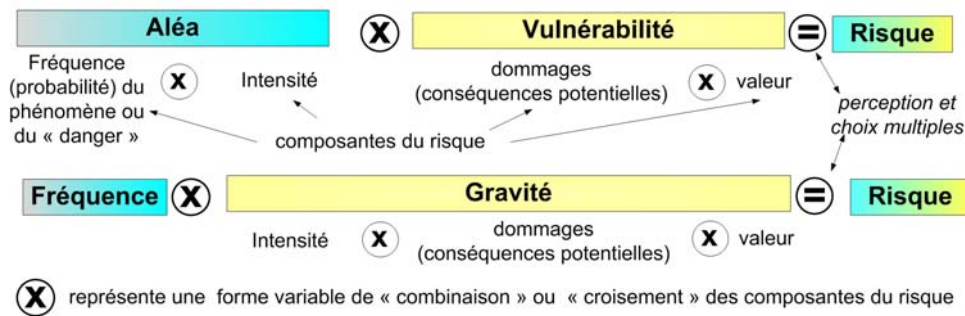 Aléa X Vulnérabilité = Risque
Fréquence
(probabilité) du
phénomène ou
du « danger »
X
Intensité
dommages
(conséquences potentielles)
X
valeur
composantes du risque
perception et
choix multiples
Fréquence X Gravité = Risque
Intensité
X
dommages
(conséquences potentielles)
X
valeur
X représente une forme variable de « combinaison » ou « croisement » des composantes du risque